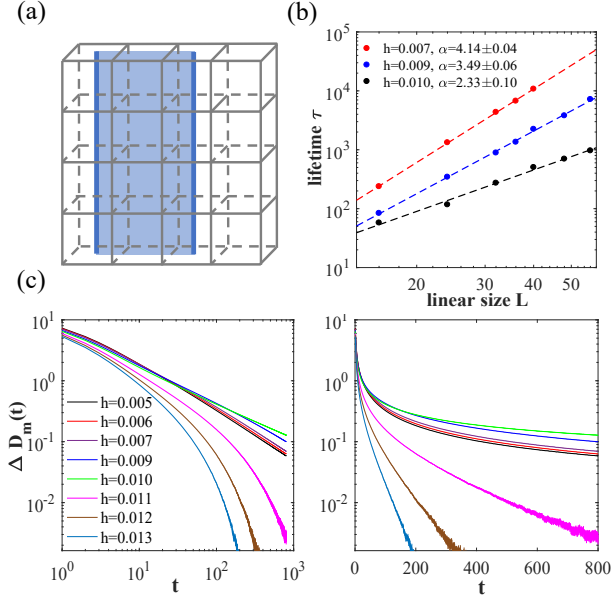 (a)
(b)
lifetime τ
10^5
10^4
10^3
10^2
10^1
h=0.007, α=4.14±0.04
h=0.009, α=3.49±0.06
h=0.010, α=2.33±0.10
20 30 40 50
linear size L
(c)
Δ D_m(t)
10^1
10^0
10^-1
10^-2
h=0.005
h=0.006
h=0.007
h=0.009
h=0.010
h=0.011
h=0.012
h=0.013
10^0 10^1 10^2 10^3
t
10^1
10^0
10^-1
10^-2
0 200 400 600 800
t